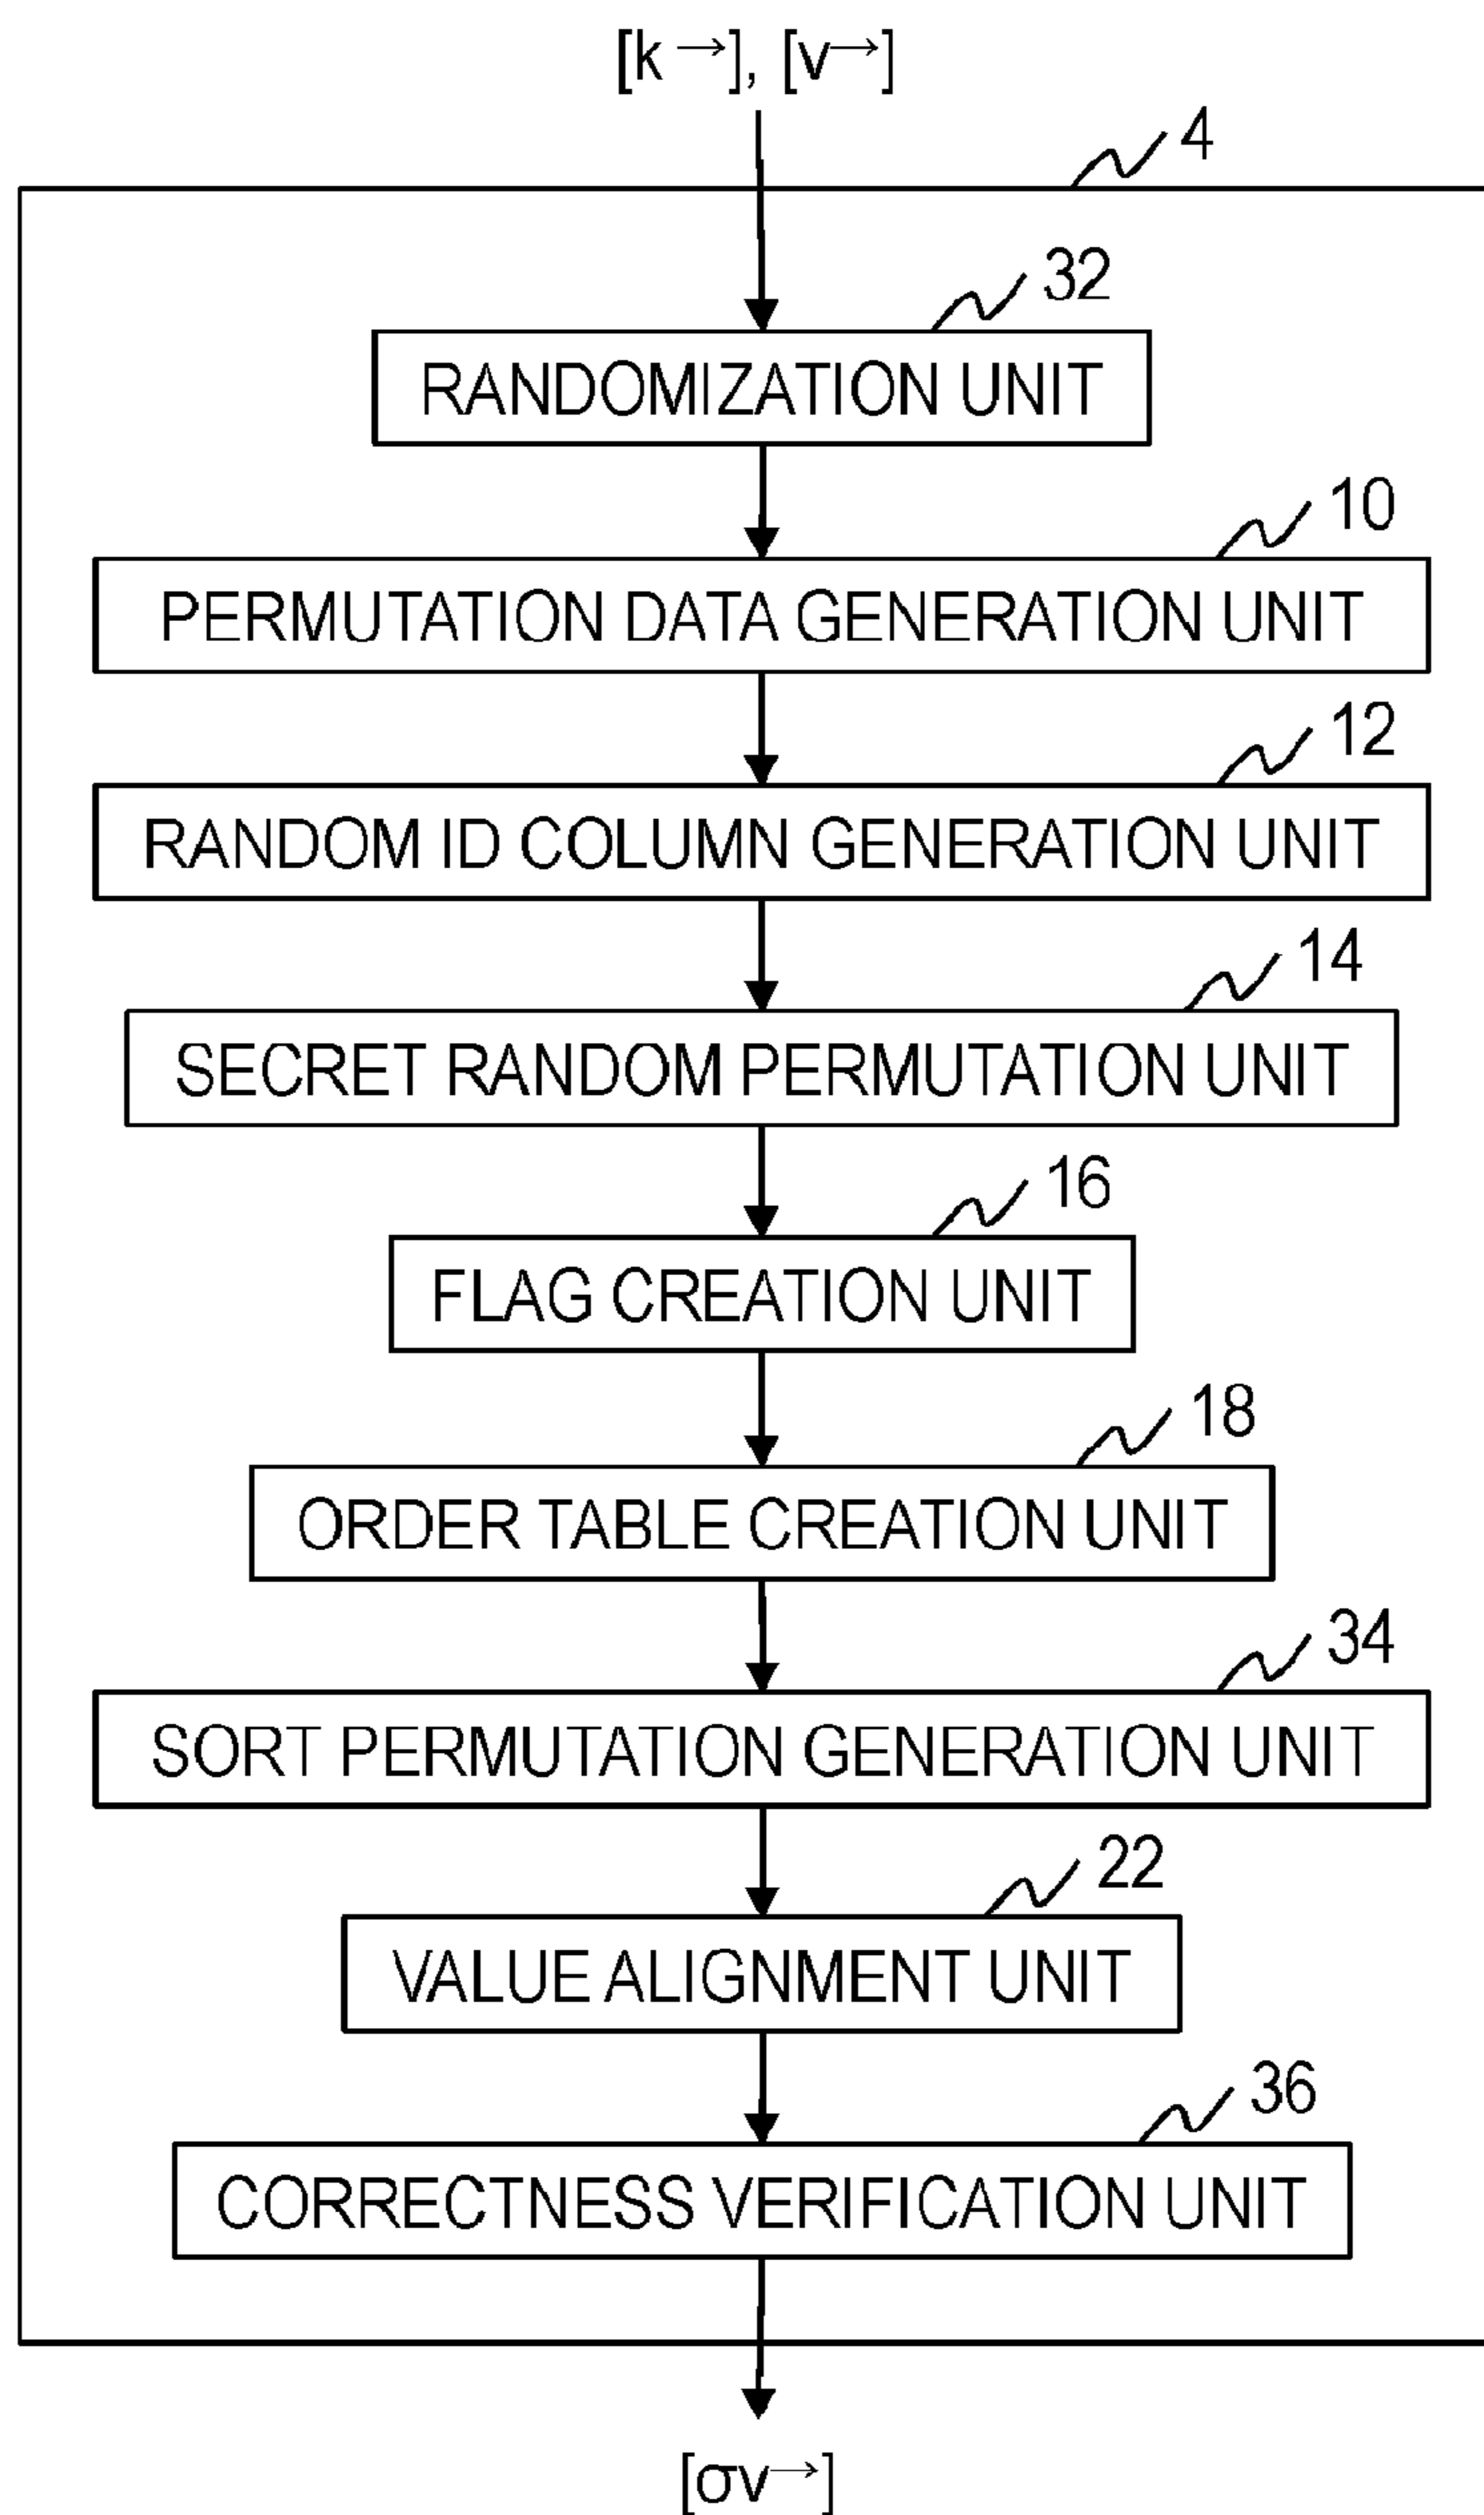 [k→], [v→]
4
32
RANDOMIZATION UNIT
10
PERMUTATION DATA GENERATION UNIT
12
RANDOM ID COLUMN GENERATION UNIT
14
SECRET RANDOM PERMUTATION UNIT
16
FLAG CREATION UNIT
18
ORDER TABLE CREATION UNIT
34
SORT PERMUTATION GENERATION UNIT
22
VALUE ALIGNMENT UNIT
36
CORRECTNESS VERIFICATION UNIT
[σv→]